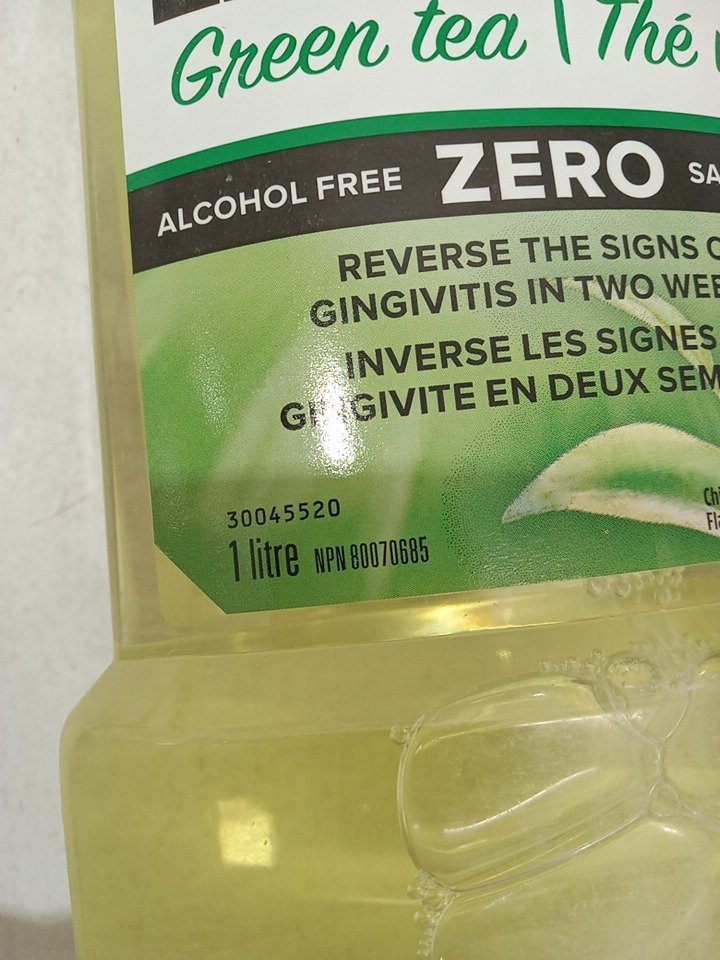 Green tea | Thé
ALCOHOL FREE ZERO
REVERSE THE SIGNS
GINGIVITIS IN TWO
INVERSE LES SIGNES
GINGIVITE EN DEUX
30045520
1 litre NPN 80070685